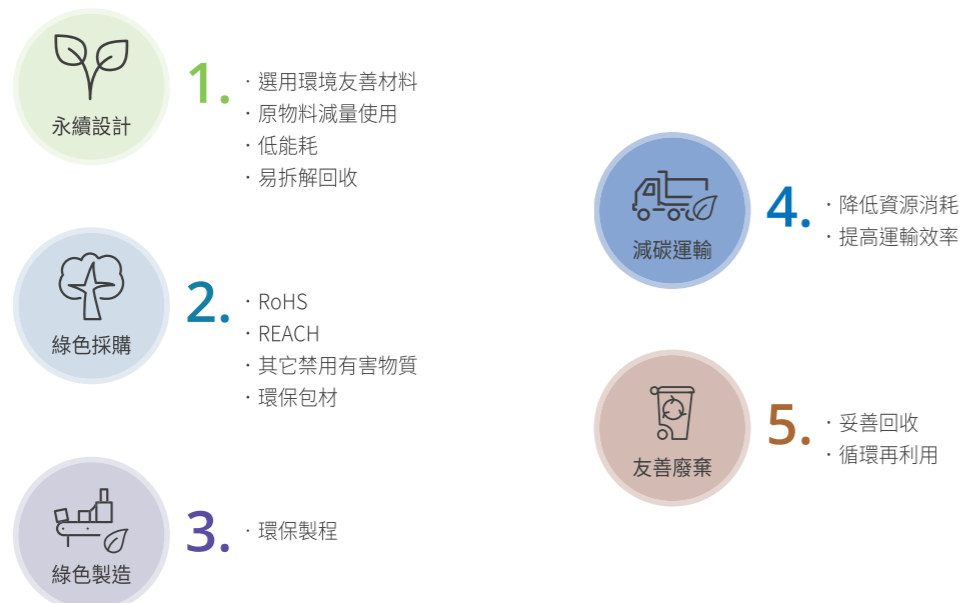 永續設計
1.
·選用環境友善材料
·原物料減量使用
·低能耗
·易拆解回收
綠色採購
2.
·RoHS
·REACH
·其它禁用有害物質
·環保包材
綠色製造
3.
·環保製程
減碳運輸
4.
·降低資源消耗
·提高運輸效率
友善廢棄
5.
·妥善回收
·循環再利用